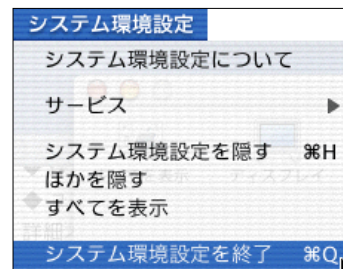 システム環境設定
システム環境設定について
サービス ▶
システム環境設定を隠す ⌘H
ほかを隠す
すべてを表示
システム環境設定を終了 ⌘Q